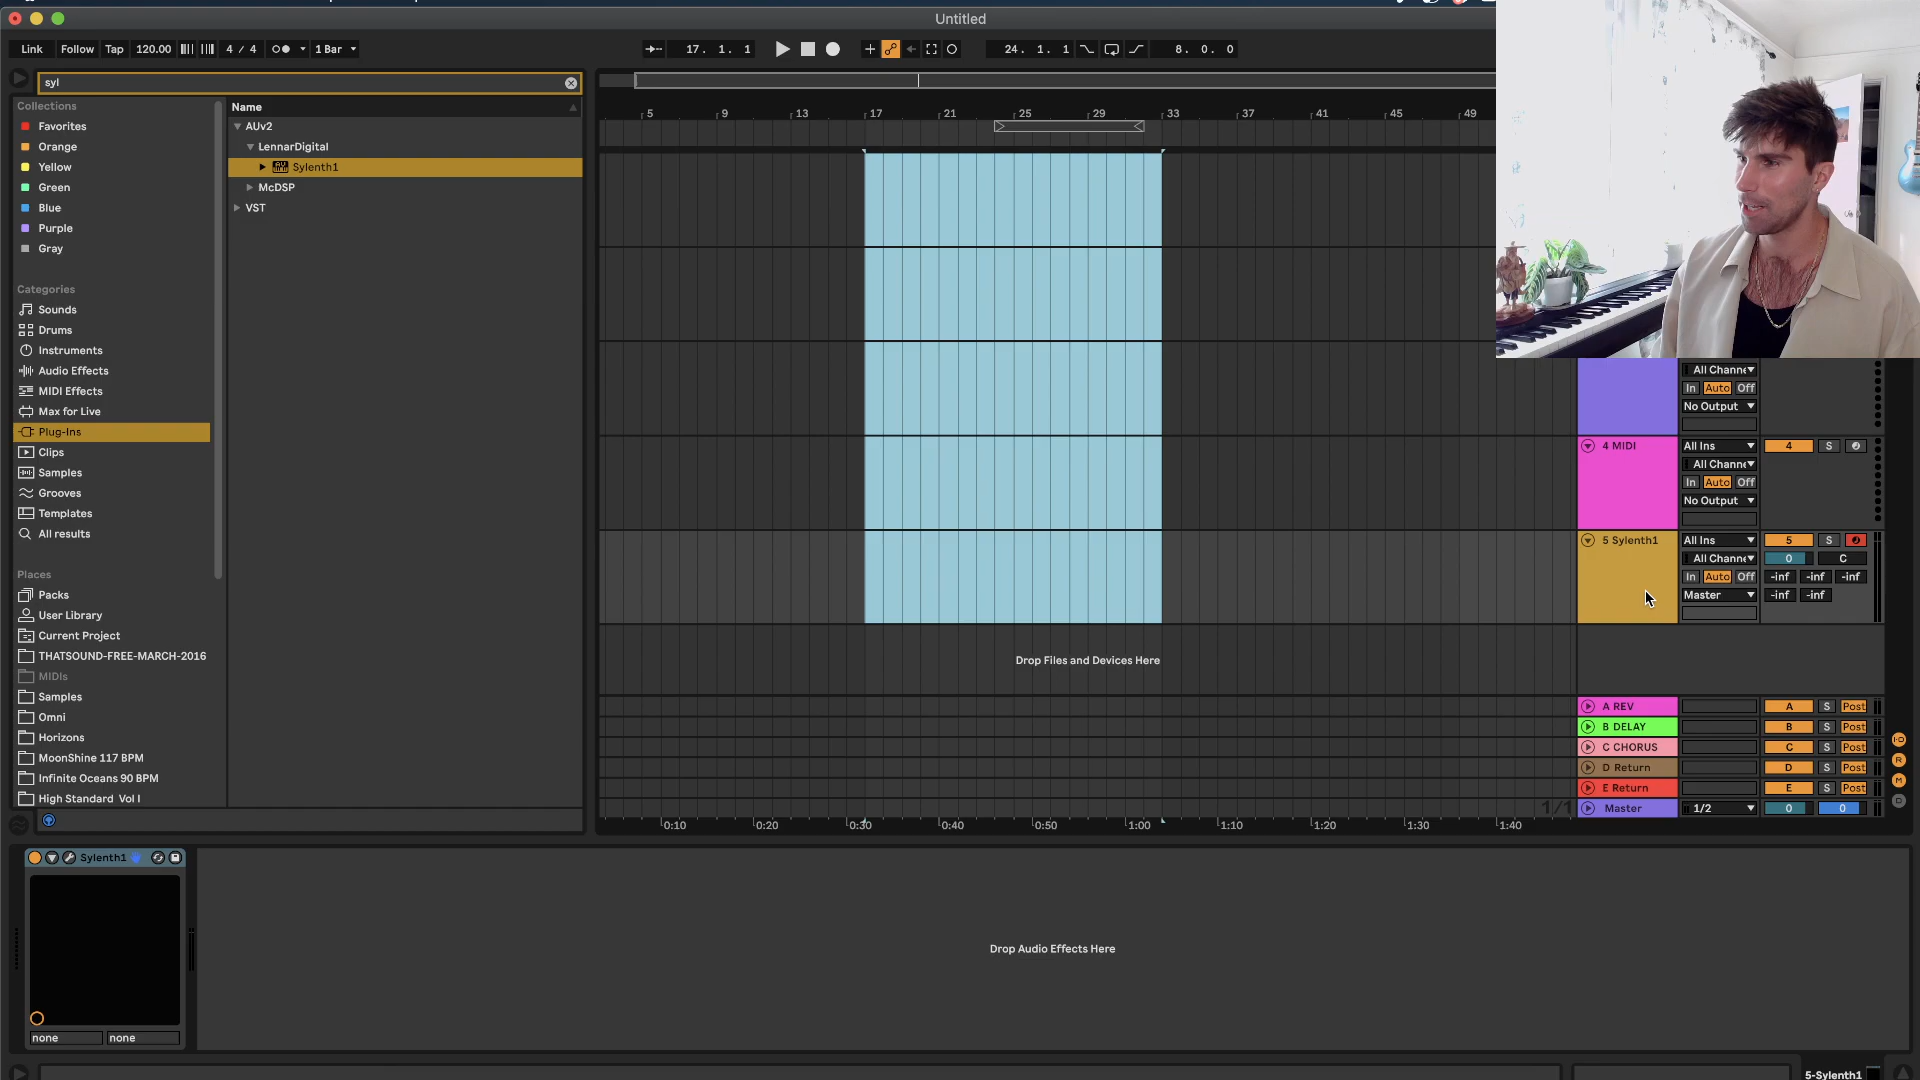 Untitled
Link Follow Tap 120.00 4 / 4 1 Bar 17. 1. 1 24. 1. 1 8. 0. 0
syl
Collections
Favorites
Orange
Yellow
Green
Blue
Purple
Gray
Categories
Sounds
Drums
Instruments
Audio Effects
MIDI Effects
Max for Live
Plug-Ins
Clips
Samples
Grooves
Templates
All results
Places
Packs
User Library
Current Project
THATSOUND-FREE-MARCH-2016
MIDIs
Samples
Omni
Horizons
MoonShine 117 BPM
Infinite Oceans 90 BPM
High Standard Vol I
Name
AUv2
LennarDigital
Sylenth1
McDSP
VST
5 9 13 17 21 25 29 33 37 41 45 49
All Channe
In Auto Off
No Output
4 MIDI All Ins 4 S
All Channe
In Auto Off
No Output
5 Sylenth1 All Ins 5 S
All Channe 0 C
In Auto Off -inf -inf -inf
Master -inf -inf
Drop Files and Devices Here
A REV A S Post
B DELAY B S Post
C CHORUS C S Post
D Return D S Post
E Return E S Post
1/1 Master 1/2 0 0
I·O
R
M
D
0:10 0:20 0:30 0:40 0:50 1:00 1:10 1:20 1:30 1:40
Sylenth1
none none
Drop Audio Effects Here
5-Sylenth1